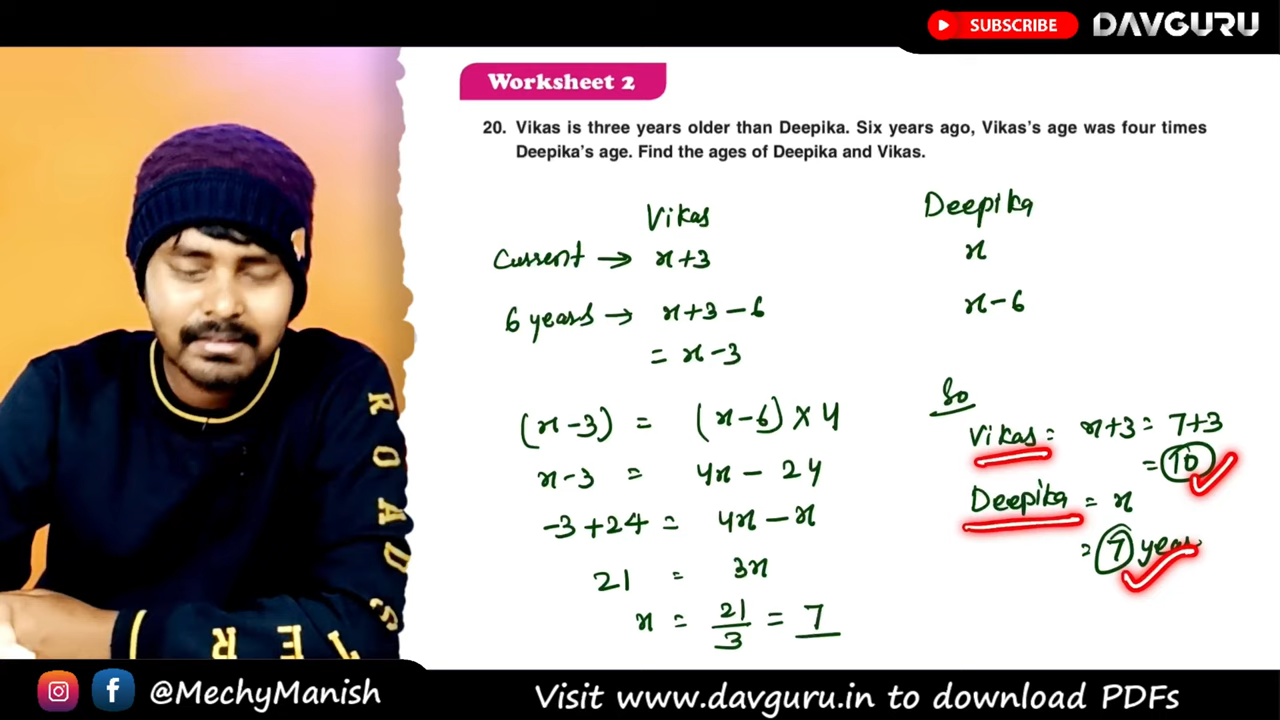 SUBSCRIBE DAVGURU
Worksheet 2
20. Vikas is three years older than Deepika. Six years ago, Vikas's age was four times
Deepika's age. Find the ages of Deepika and Vikas.
Vikas Deepika
Current → x+3 x
6 years → x+3-6 x-6
= x-3
(x-3) = (x-6) × 4
x-3 = 4x - 24
-3+24 = 4x - x
21 = 3x
x = 21/3 = 7
So
Vikas = x+3 = 7+3
= 10
Deepika = x
= 7 years
ROADSTER
@MechyManish
Visit www.davguru.in to download PDFs